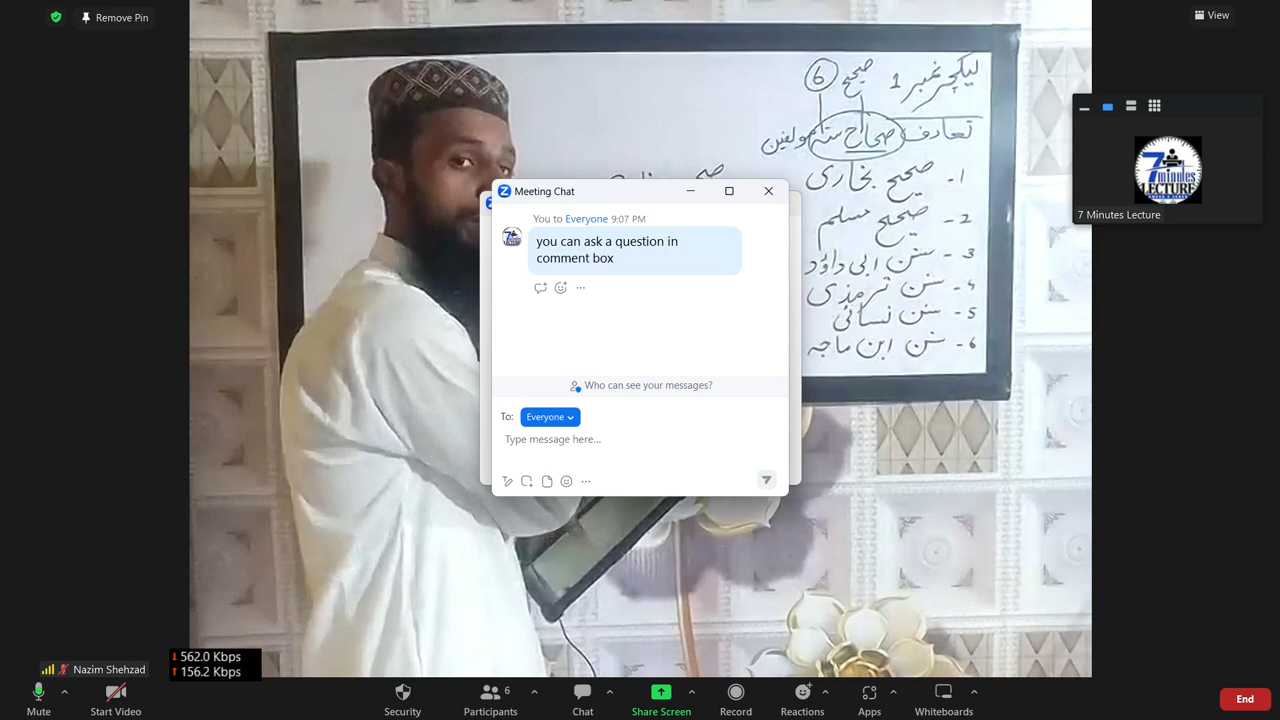 Remove Pin
View
لیکچر نمبر 1
صحیح 6
تعارف صحاح ستہ مولفین
1- صحیح بخاری
2- صحیح مسلم
3- سنن ابی داؤد
4- سنن ترمذی
5- سنن نسائی
6- سنن ابن ماجہ
7 minutes
LECTURE
7 Minutes Lecture
Meeting Chat
You to Everyone 9:07 PM
you can ask a question in
comment box
Who can see your messages?
To: Everyone
Type message here...
Nazim Shehzad
562.0 Kbps
156.2 Kbps
Mute
Start Video
Security
Participants 6
Chat
Share Screen
Record
Reactions
Apps
Whiteboards
End